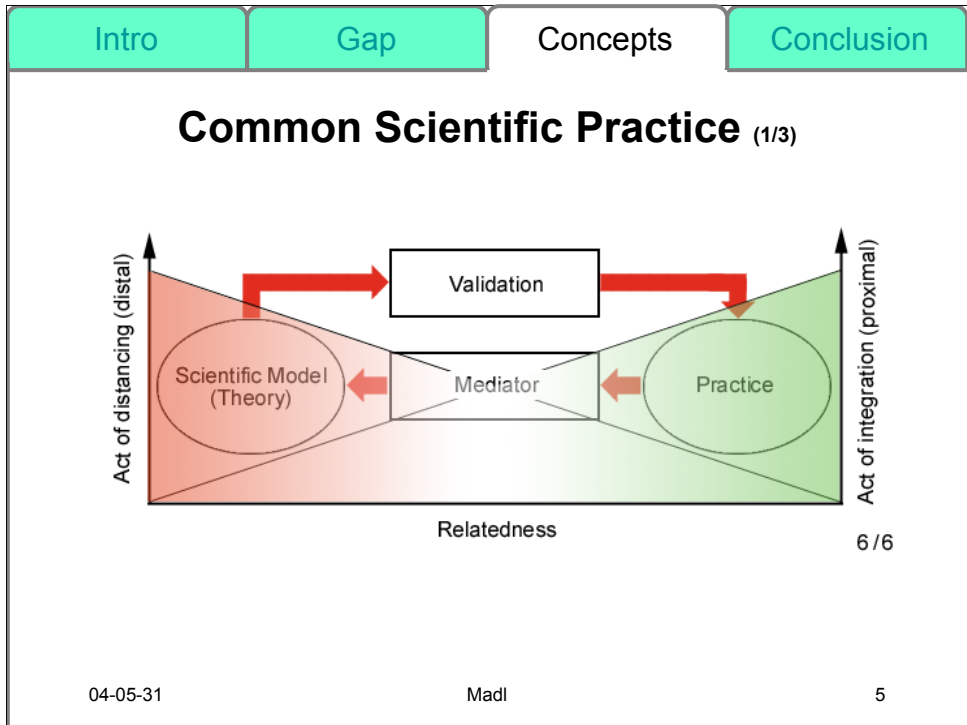 Intro Gap Concepts Conclusion
Common Scientific Practice (1/3)
Act of distancing (distal)
Validation
Scientific Model
(Theory)
Mediator
Practice
Act of integration (proximal)
Relatedness
6/6
04-05-31 Madl 5